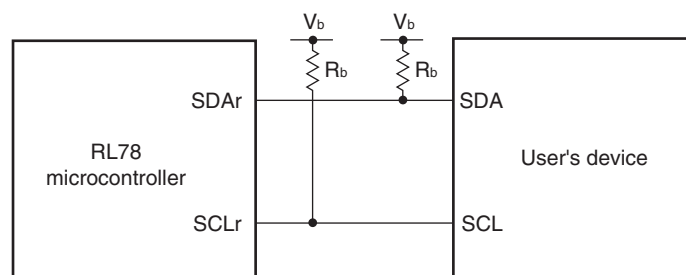 Vb Vb
Rb Rb
SDAr SDA
RL78
microcontroller
User's device
SCLr SCL